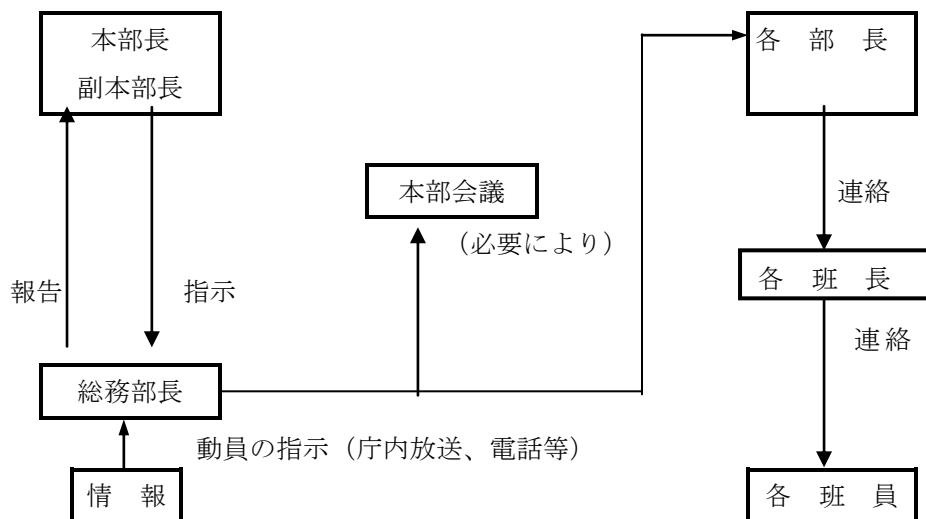 本部長
副本部長
各　部　長
本部会議
連絡
（必要により）
各　班　長
報告
指示
連絡
総務部長
動員の指示（庁内放送、電話等）
情　報
各　班　員